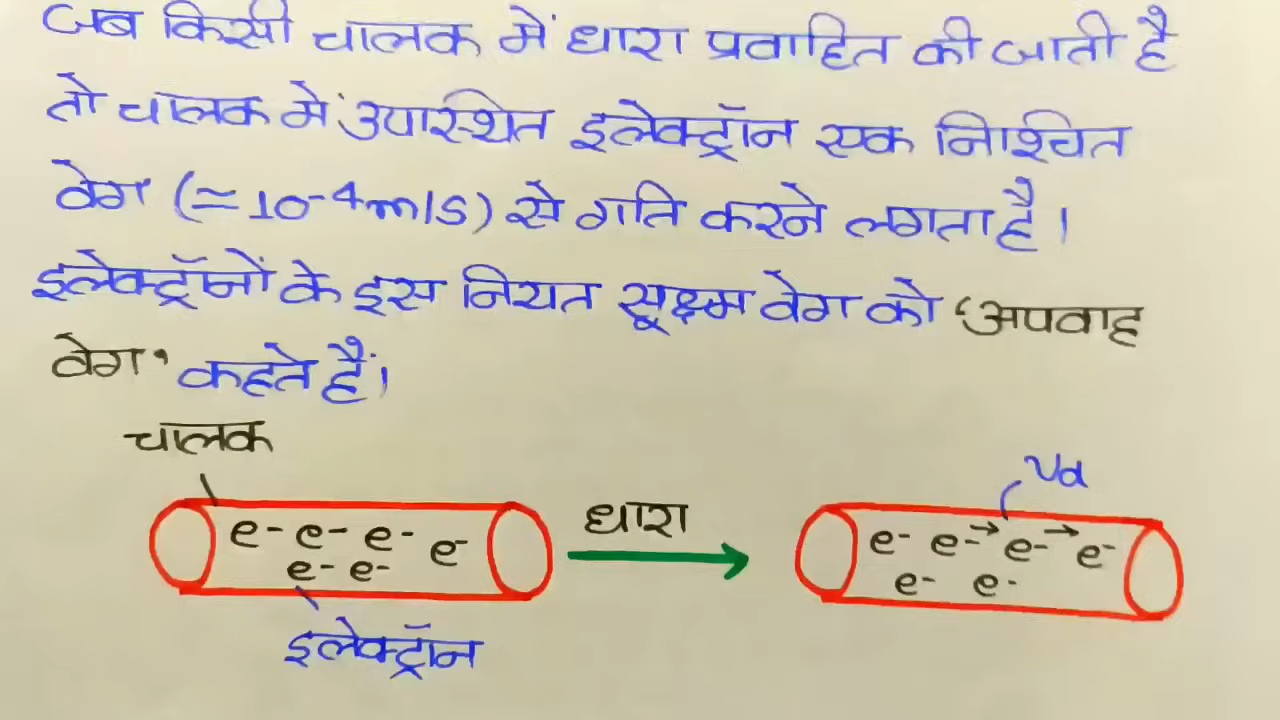 जब किसी चालक में धारा प्रवाहित की जाती है
तो चालक में उपस्थित इलेक्ट्रॉन एक निश्चित
वेग (≃10⁻⁴m/s) से गति करने लगता है।
इलेक्ट्रॉनों के इस नियत सूक्ष्म वेग को ‘अपवाह
वेग’ कहते हैं।
चालक
e⁻ e⁻ e⁻ e⁻
e⁻ e⁻
इलेक्ट्रॉन
धारा
Vd
e⁻ e⁻→ e⁻→ e⁻
e⁻ e⁻